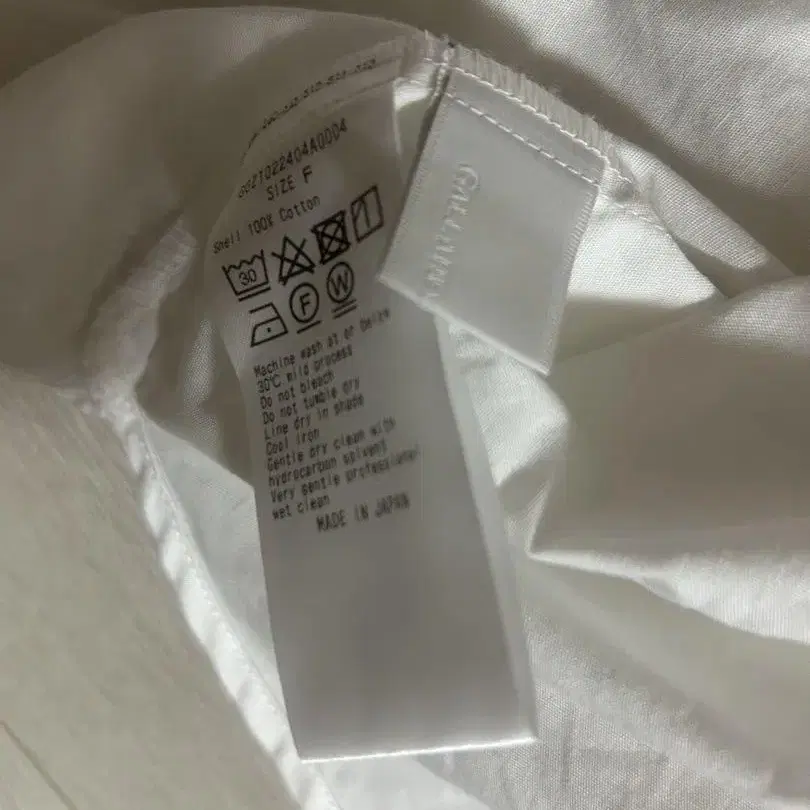 SIZE F
Shell 100% Cotton
30
F
W
Machine wash at or
30℃ mild process
Do not bleach
Do not tumble dry
Line dry in shade
Cool iron
Gentle dry clean with
hydrocarbon solvent
Very gentle professional
wet clean
MADE IN JAPAN